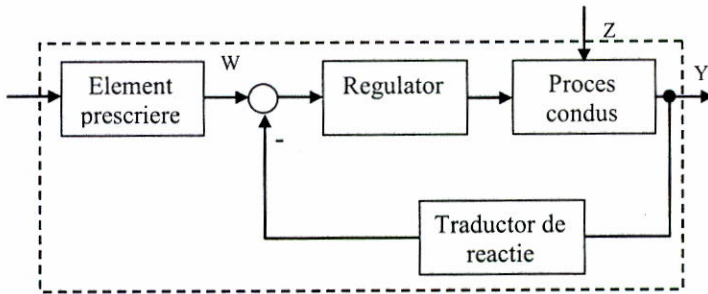 Z
W
Y
Element
prescriere
Regulator
Proces
condus
-
Traductor de
reactie